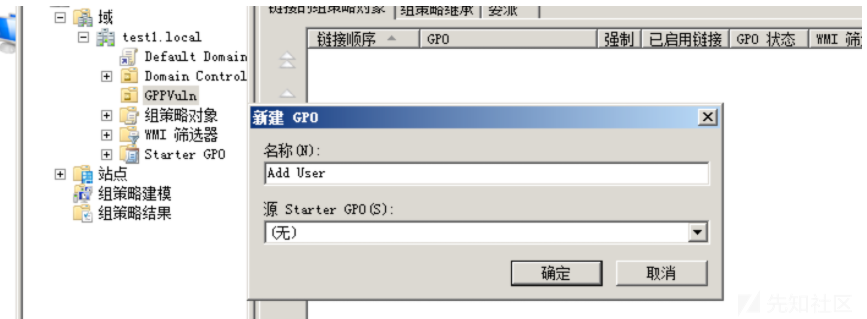 域
链接的组策略对象 组策略继承 委派
test1.local
链接顺序 GPO 强制 已启用链接 GPO 状态 WMI 筛
Default Domain
Domain Control
GPPVuln
组策略对象
WMI 筛选器
Starter GPO
站点
组策略建模
组策略结果
新建 GPO
名称(N):
Add User
源 Starter GPO(S):
(无)
确定 取消
先知社区